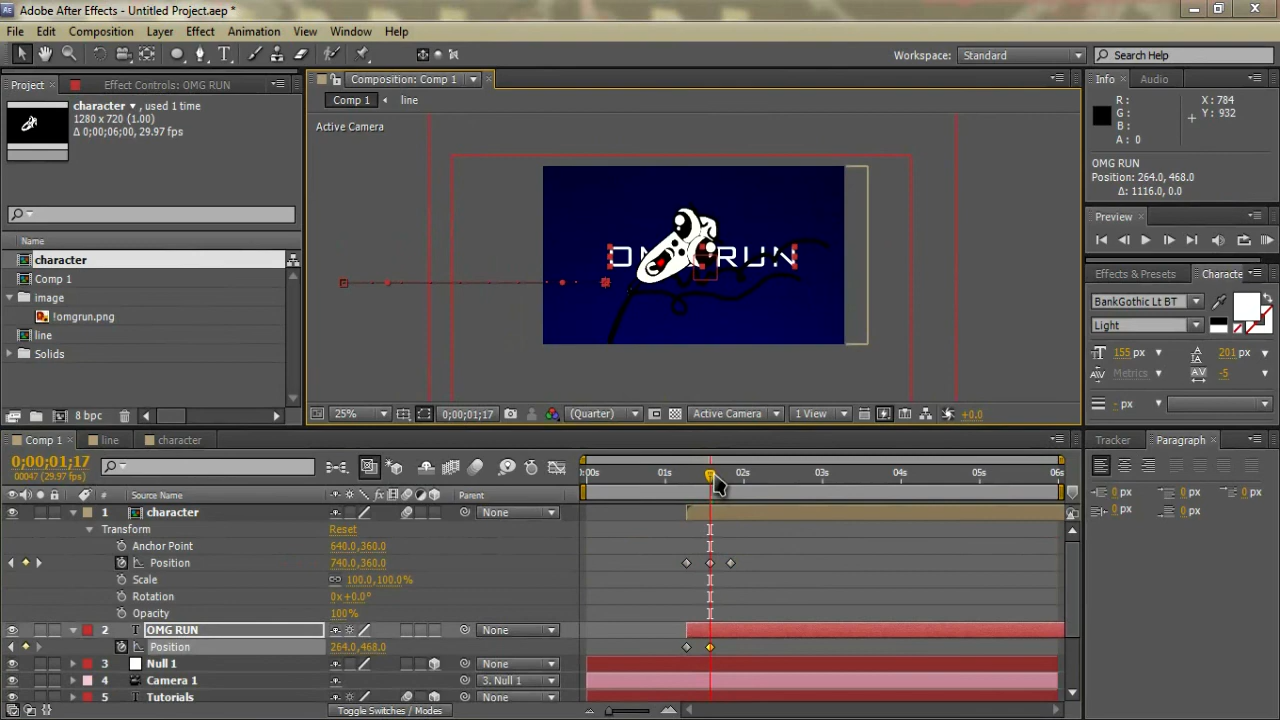 Adobe After Effects - Untitled Project.aep *
File Edit Composition Layer Effect Animation View Window Help
Workspace: Standard
Search Help
Project
Effect Controls: OMG RUN
Composition: Comp 1
Info
Audio
character ▾, used 1 time
1280 x 720 (1.00)
Δ 0;00;06;00, 29.97 fps
Comp 1
line
Active Camera
R:
G:
B:
A: 0
X: 784
Y: 932
OMG RUN
Position: 264.0, 468.0
Δ: 1116.0, 0.0
Preview
Name
character
Comp 1
image
!omgrun.png
line
Solids
Effects & Presets
Characte
BankGothic Lt BT
Light
155 px
201 px
Metrics
-5
- px
8 bpc
25%
0;00;01;17
(Quarter)
Active Camera
1 View
+0.0
Comp 1
line
character
Tracker
Paragraph
0;00;01;17
00047 (29.97 fps)
0:00s 01s 02s 03s 04s 05s 06s
0 px
0 px
0 px
0 px
0 px
Source Name
Parent
1 character
None
Transform
Reset
Anchor Point
640.0,360.0
Position
740.0,360.0
Scale
100.0,100.0%
Rotation
0x+0.0°
Opacity
100%
2 T OMG RUN
None
Position
264.0,468.0
3 Null 1
None
4 Camera 1
3. Null 1
5 T Tutorials
None
Toggle Switches / Modes